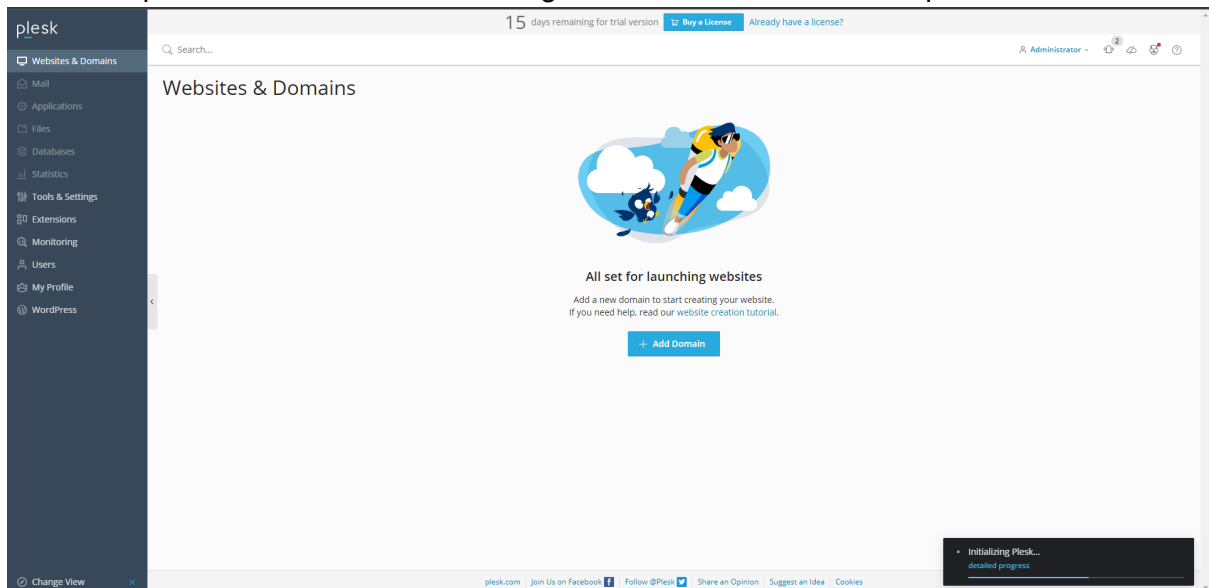 plesk
15 days remaining for trial version Buy a License Already have a license?
Search...
Administrator
2
Websites & Domains
Mail
Applications
Files
Databases
Statistics
Tools & Settings
Extensions
Monitoring
Users
My Profile
WordPress
Change View
Websites & Domains
All set for launching websites
Add a new domain to start creating your website.
If you need help, read our website creation tutorial.
+ Add Domain
Initializing Plesk...
detailed progress
plesk.com Join Us on Facebook Follow @Plesk Share an Opinion Suggest an Idea Cookies